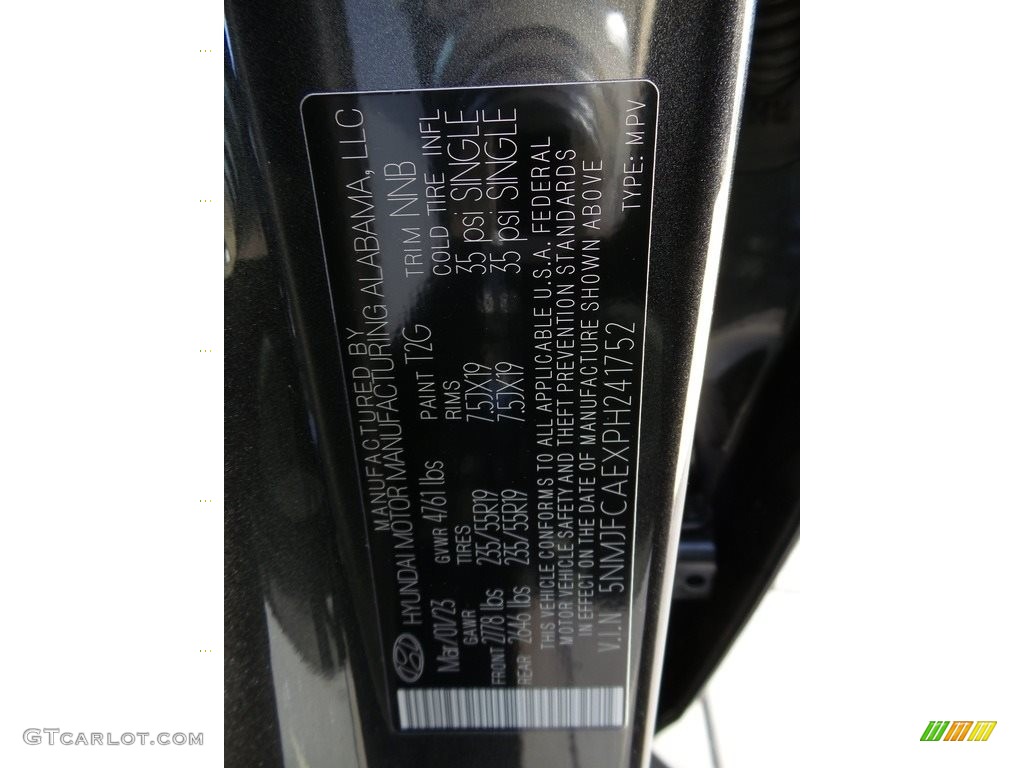 MANUFACTURED BY
HYUNDAI MOTOR MANUFACTURING ALABAMA, LLC
Mar/01/23 GVWR 4761 lbs PAINT T2G TRIM NNB
GAWR TIRES RIMS COLD TIRE INFL
FRONT 2778 lbs 235/55R19 7.5JX19 35 psi SINGLE
REAR 2646 lbs 235/55R19 7.5JX19 35 psi SINGLE
THIS VEHICLE CONFORMS TO ALL APPLICABLE U.S.A. FEDERAL
MOTOR VEHICLE SAFETY AND THEFT PREVENTION STANDARDS
IN EFFECT ON THE DATE OF MANUFACTURE SHOWN ABOVE
V.I.N : 5NMJFCAEXPH241752 TYPE: MPV
GTCARLOT.COM